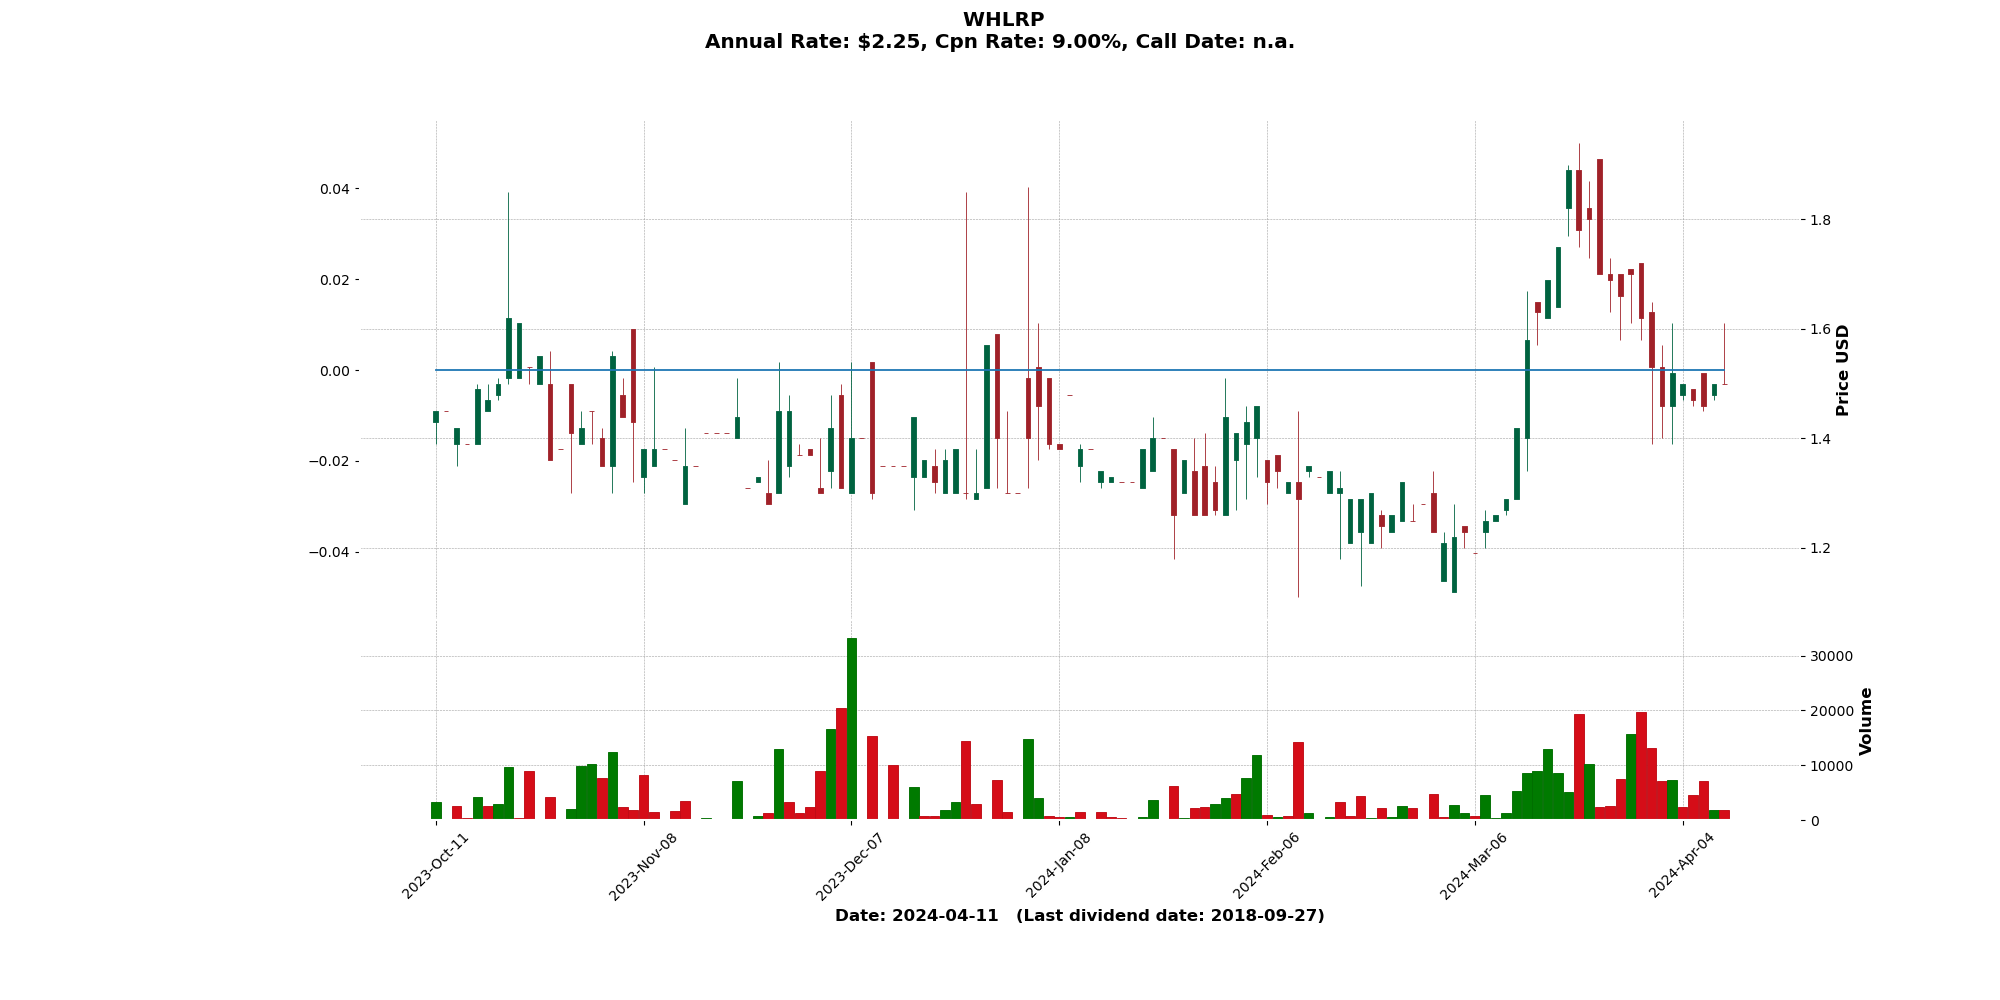 WHLRP
Annual Rate: $2.25, Cpn Rate: 9.00%, Call Date: n.a.
0.04
0.02
0.00
−0.02
−0.04
1.8
1.6
1.4
1.2
Price USD
30000
20000
10000
0
Volume
2023-Oct-11
2023-Nov-08
2023-Dec-07
2024-Jan-08
2024-Feb-06
2024-Mar-06
2024-Apr-04
Date: 2024-04-11   (Last dividend date: 2018-09-27)